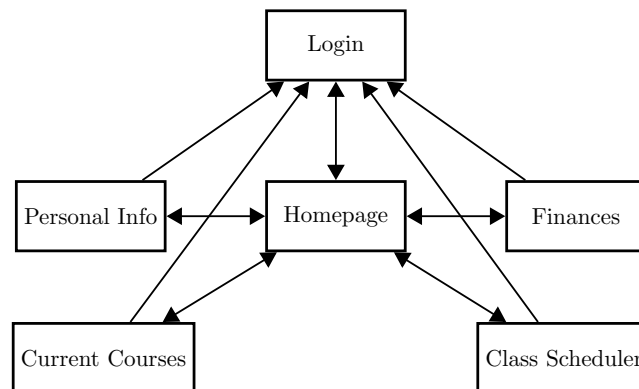 Login
Personal Info
Homepage
Finances
Current Courses
Class Scheduler